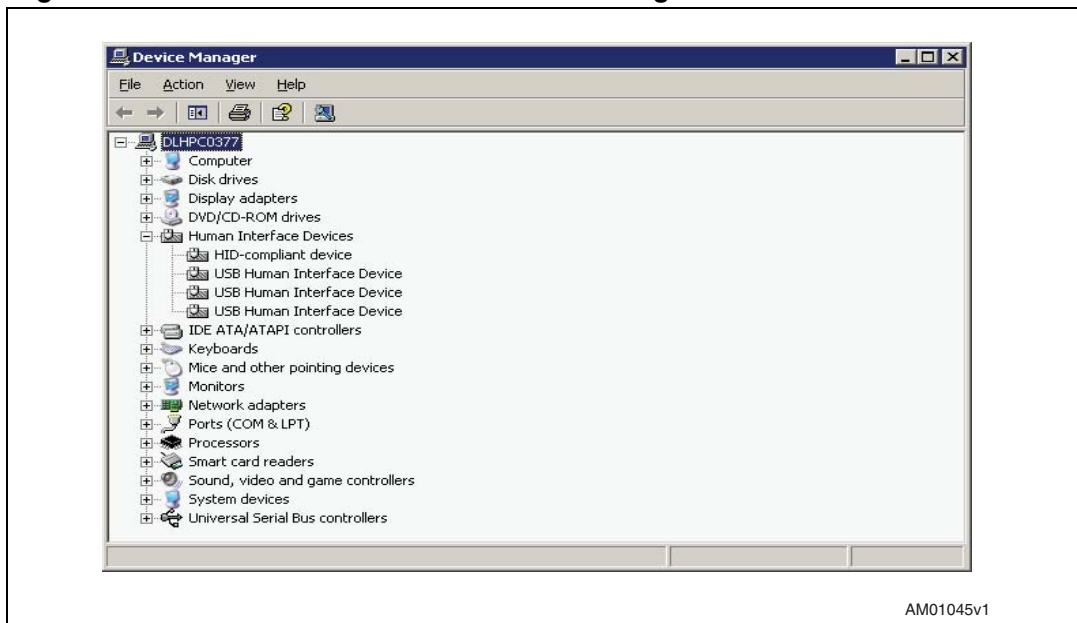 Device Manager
File Action View Help
DLHPC0377
Computer
Disk drives
Display adapters
DVD/CD-ROM drives
Human Interface Devices
HID-compliant device
USB Human Interface Device
USB Human Interface Device
USB Human Interface Device
IDE ATA/ATAPI controllers
Keyboards
Mice and other pointing devices
Monitors
Network adapters
Ports (COM & LPT)
Processors
Smart card readers
Sound, video and game controllers
System devices
Universal Serial Bus controllers
AM01045v1